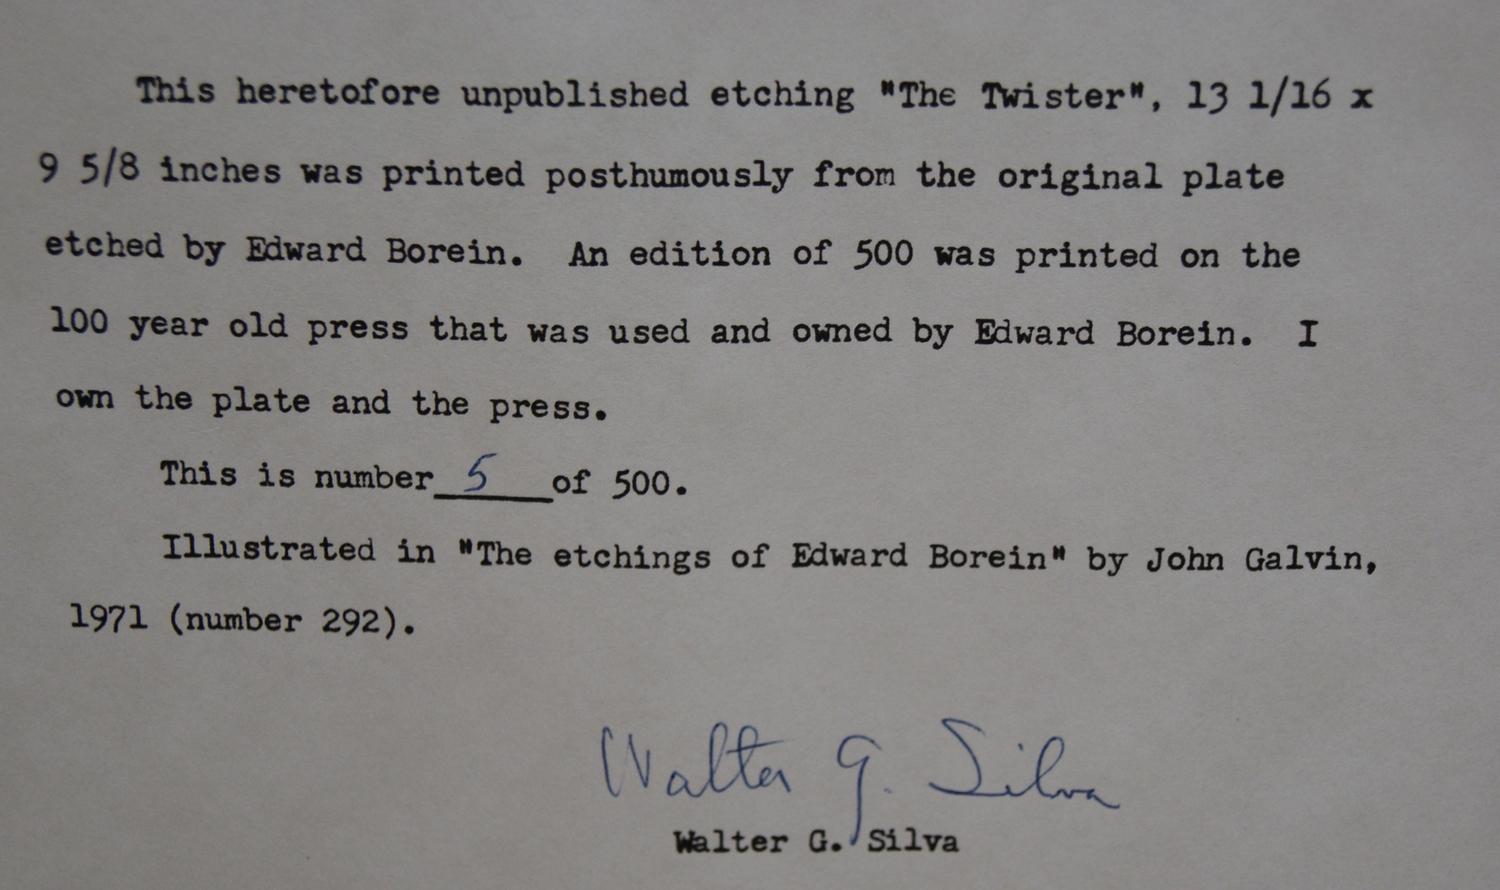 This heretofore unpublished etching "The Twister", 13 1/16 x
9 5/8 inches was printed posthumously from the original plate
etched by Edward Borein. An edition of 500 was printed on the
100 year old press that was used and owned by Edward Borein. I
own the plate and the press.
This is number 5 of 500.
Illustrated in "The etchings of Edward Borein" by John Galvin,
1971 (number 292).
Walter G. Silva
Walter G. Silva